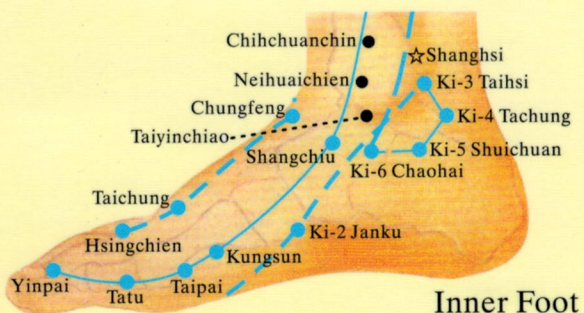 Chihchuanchin
☆Shanghsi
Neihuaichien
Ki-3 Taihsi
Chungfeng
Ki-4 Tachung
Taiyinchiao
Shangchiu
Ki-5 Shuichuan
Ki-6 Chaohai
Taichung
Ki-2 Janku
Hsingchien
Kungsun
Yinpai
Tatu
Taipai
Inner Foot